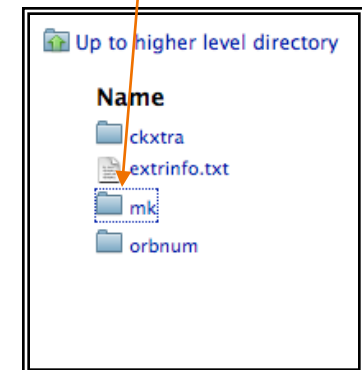 Up to higher level directory
Name
ckxtra
extrinfo.txt
mk
orbnum